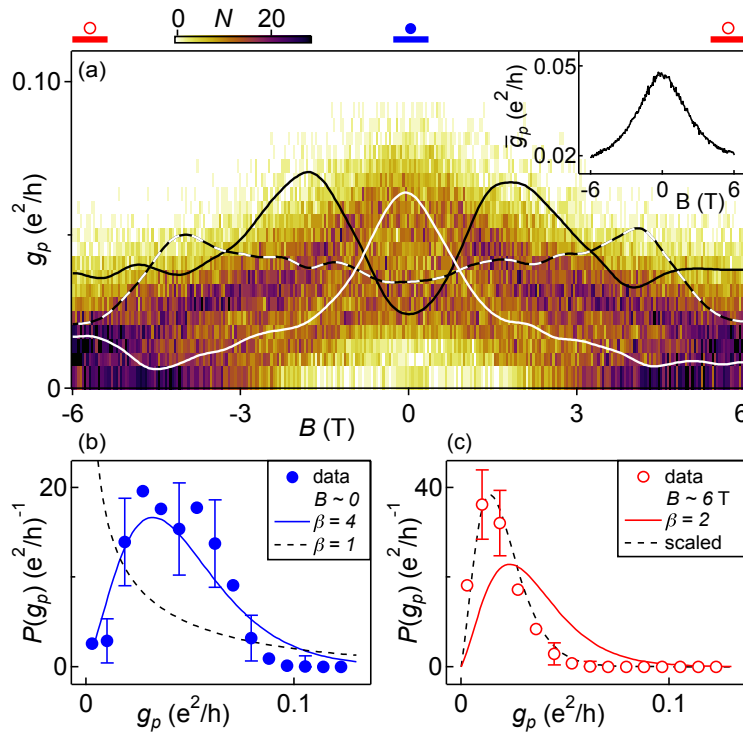 0 N 20
(a)
0.10
0
g_p (e²/h)
-6 -3 0 3 6
B (T)
0.05
0.02
g̅_p (e²/h)
-6 0 6
B (T)
(b)
20
0
P(g_p) (e²/h)⁻¹
data
B ~ 0
β = 4
β = 1
0 0.1
g_p (e²/h)
(c)
40
0
P(g_p) (e²/h)⁻¹
data
B ~ 6 T
β = 2
scaled
0 0.1
g_p (e²/h)